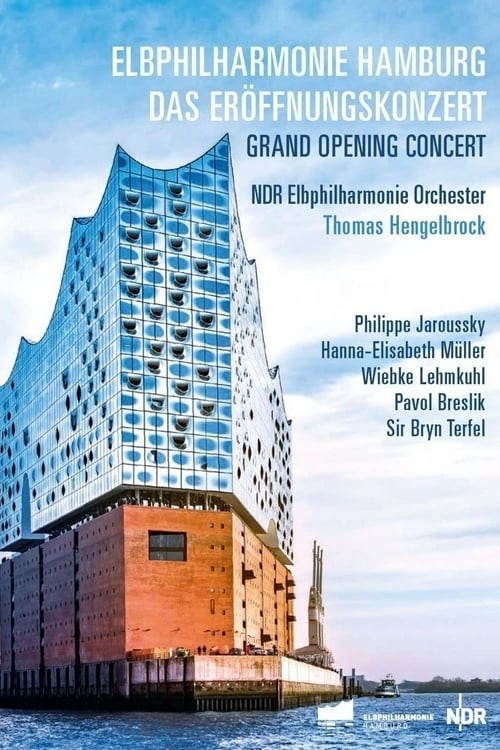 ELBPHILHARMONIE HAMBURG
DAS ERÖFFNUNGSKONZERT
GRAND OPENING CONCERT
NDR Elbphilharmonie Orchester
Thomas Hengelbrock
Philippe Jaroussky
Hanna-Elisabeth Müller
Wiebke Lehmkuhl
Pavol Breslik
Sir Bryn Terfel
ELBPHILHARMONIE
HAMBURG
NDR